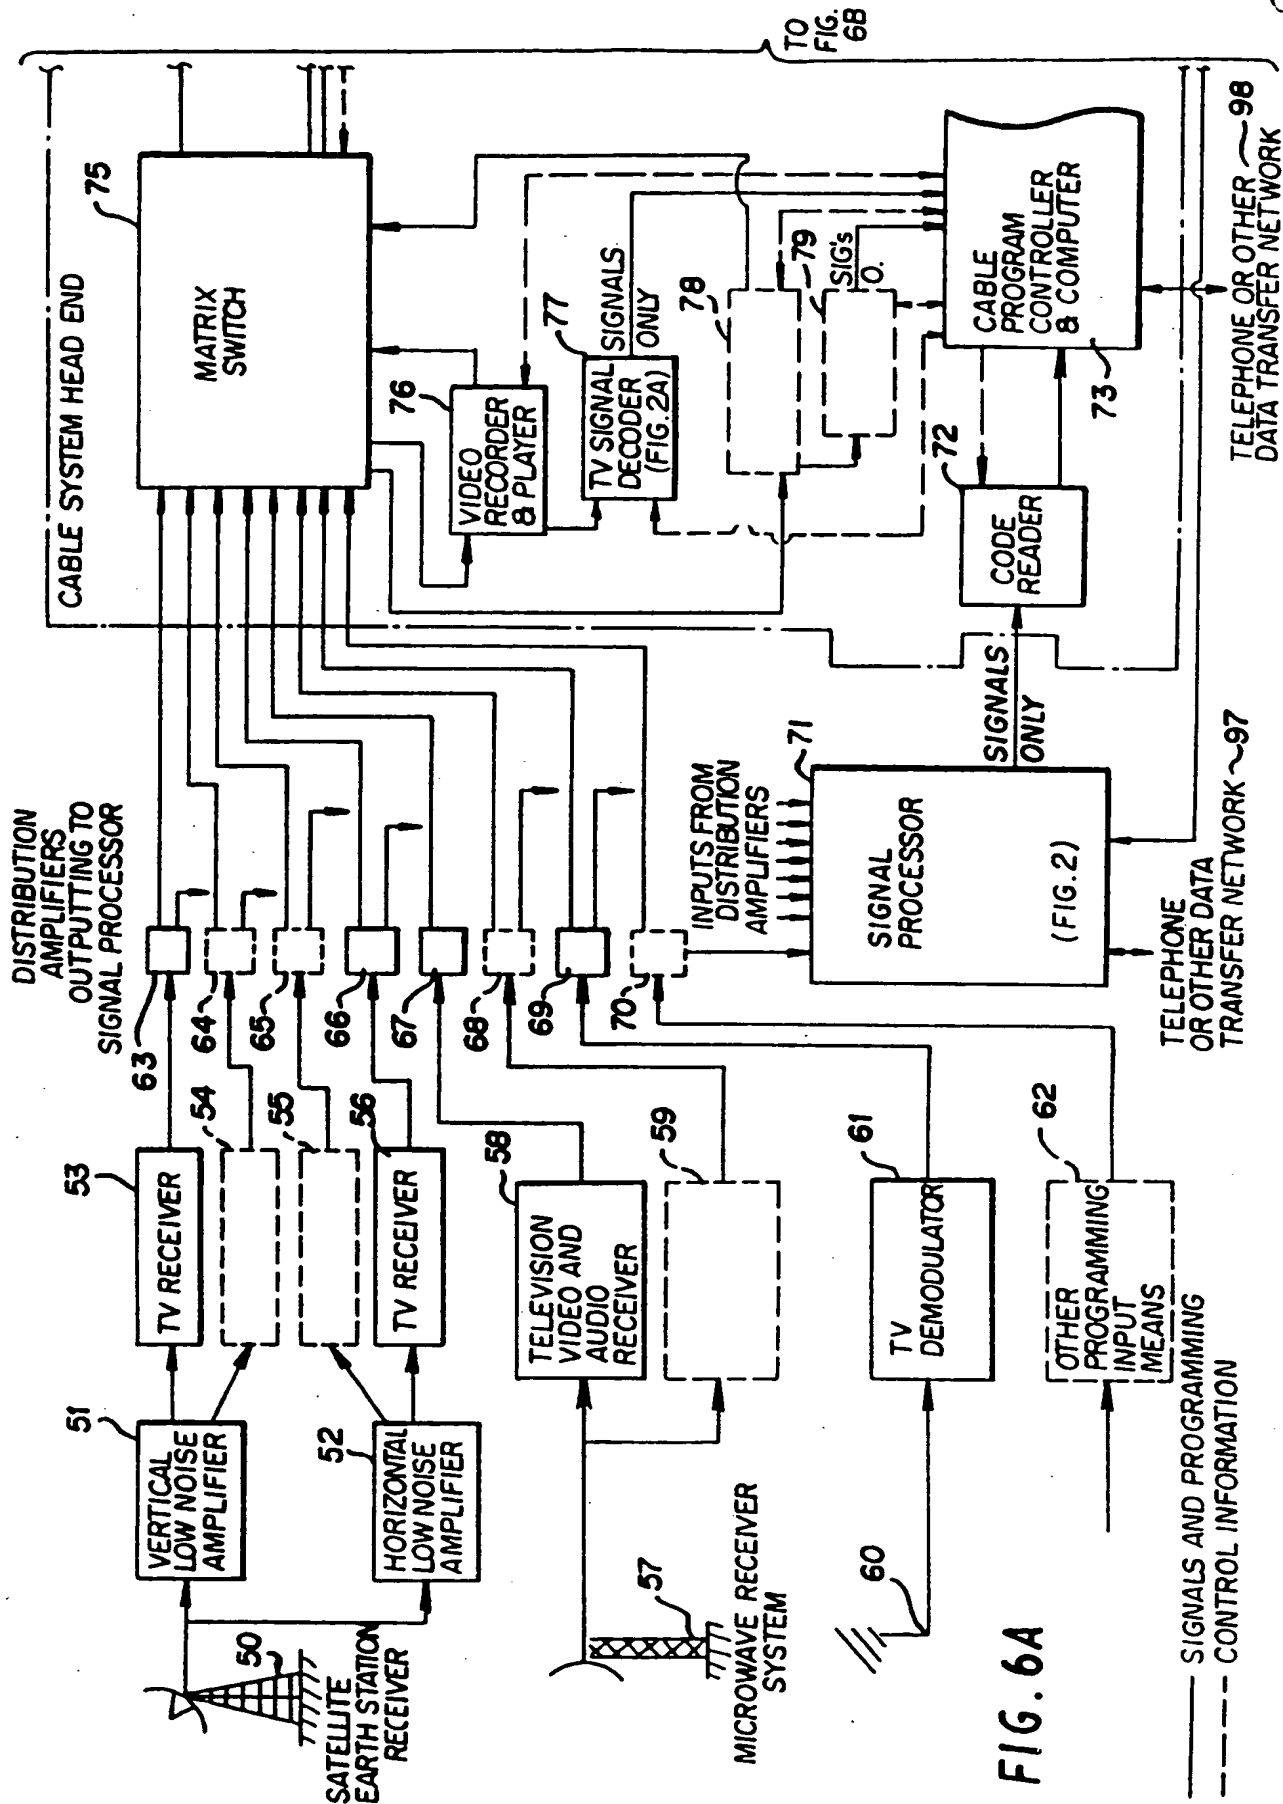 CABLE SYSTEM HEAD END
75
MATRIX
SWITCH
TO
FIG.
6B
DISTRIBUTION
AMPLIFIERS
OUTPUTTING TO
SIGNAL PROCESSOR
63
64
65
66
67
68
69
70
51
VERTICAL
LOW NOISE
AMPLIFIER
53
TV RECEIVER
54
55
56
TV RECEIVER
52
HORIZONTAL
LOW NOISE
AMPLIFIER
50
SATELLITE
EARTH STATION
RECEIVER
58
TELEVISION
VIDEO AND
AUDIO
RECEIVER
59
57
MICROWAVE RECEIVER
SYSTEM
60
61
TV
DEMODULATOR
62
OTHER
PROGRAMMING
INPUT
MEANS
76
VIDEO
RECORDER
& PLAYER
77
TV SIGNAL
DECODER
(FIG. 2A)
SIGNALS
ONLY
78
79
SIG's
O.
INPUTS FROM
DISTRIBUTION
AMPLIFIERS
71
SIGNAL
PROCESSOR
(FIG. 2)
SIGNALS
ONLY
72
CODE
READER
CABLE
PROGRAM
CONTROLLER
& COMPUTER
73
TELEPHONE
OR OTHER DATA
TRANSFER NETWORK ~97
TELEPHONE OR OTHER ~98
DATA TRANSFER NETWORK
FIG. 6A
SIGNALS AND PROGRAMMING
CONTROL INFORMATION